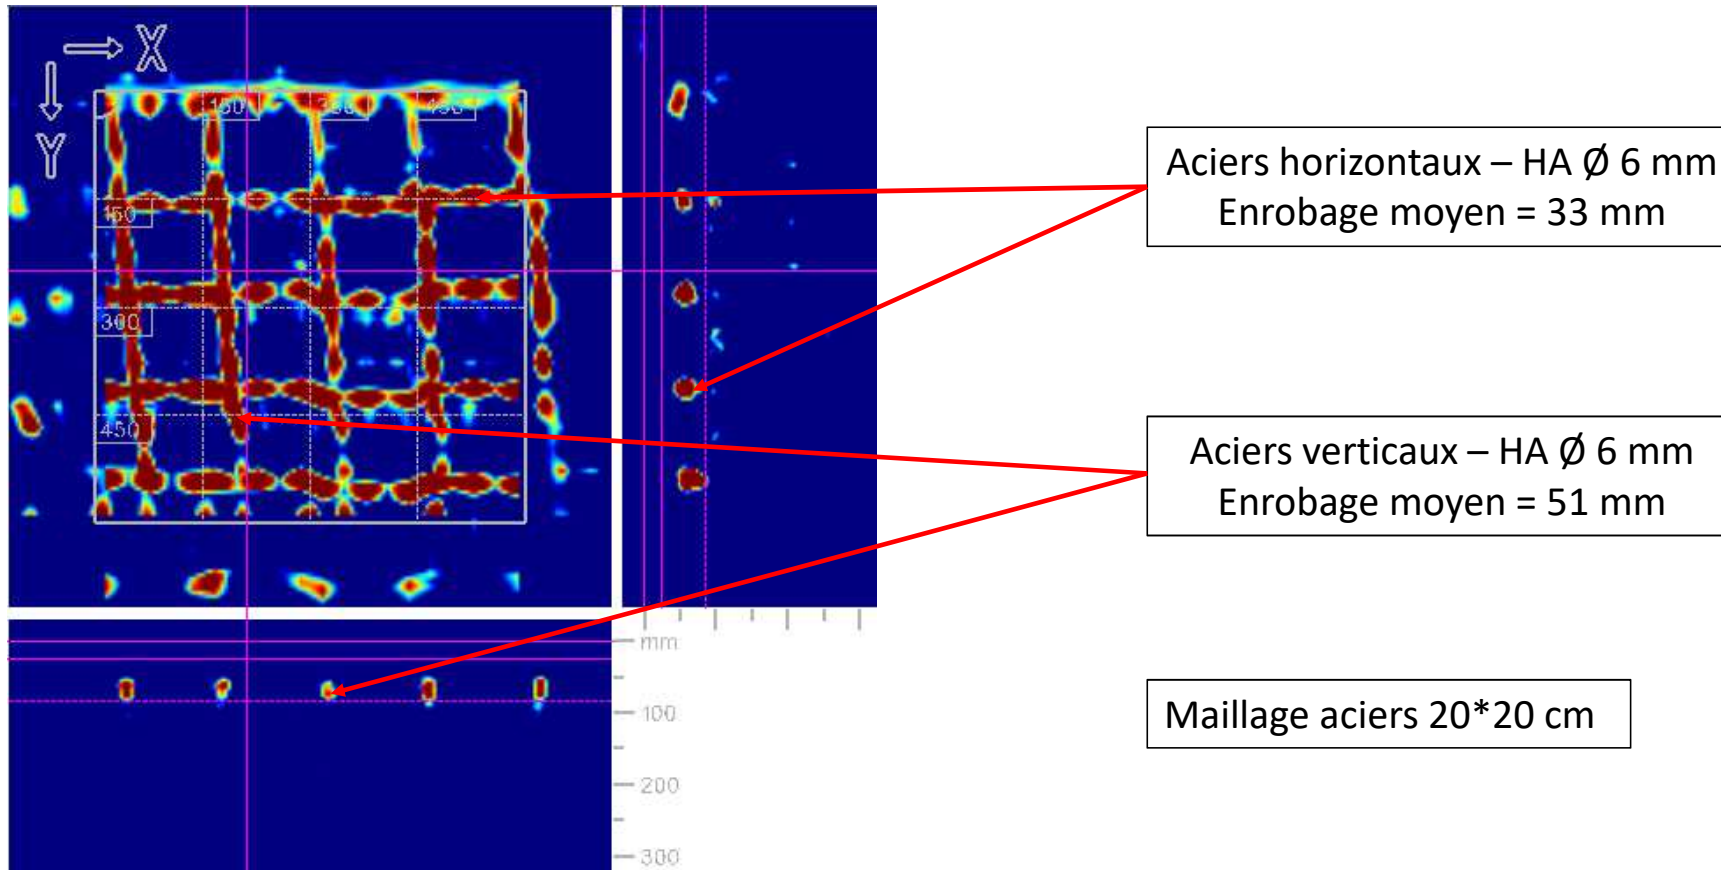 X
Y
150
300
450
150
300
450
mm
100
200
300
Aciers horizontaux – HA Ø 6 mm
Enrobage moyen = 33 mm
Aciers verticaux – HA Ø 6 mm
Enrobage moyen = 51 mm
Maillage aciers 20*20 cm